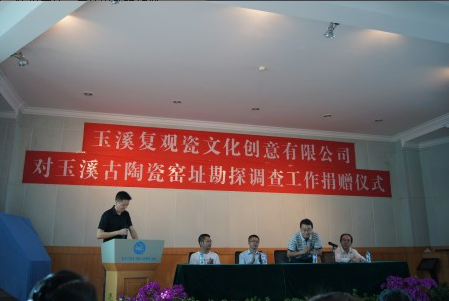 玉溪复观瓷文化创意有限公司
对玉溪古陶瓷窑址勘探调查工作捐赠仪式